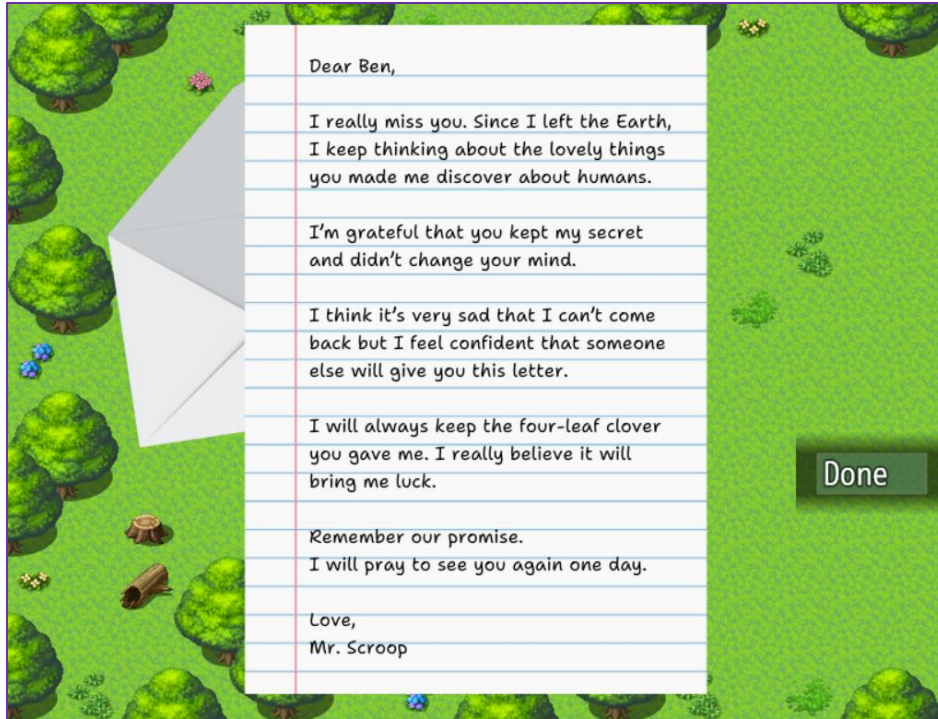 Dear Ben,
I really miss you. Since I left the Earth,
I keep thinking about the lovely things
you made me discover about humans.
I'm grateful that you kept my secret
and didn't change your mind.
I think it's very sad that I can't come
back but I feel confident that someone
else will give you this letter.
I will always keep the four-leaf clover
you gave me. I really believe it will
bring me luck.
Remember our promise.
I will pray to see you again one day.
Love,
Mr. Scroop
Done